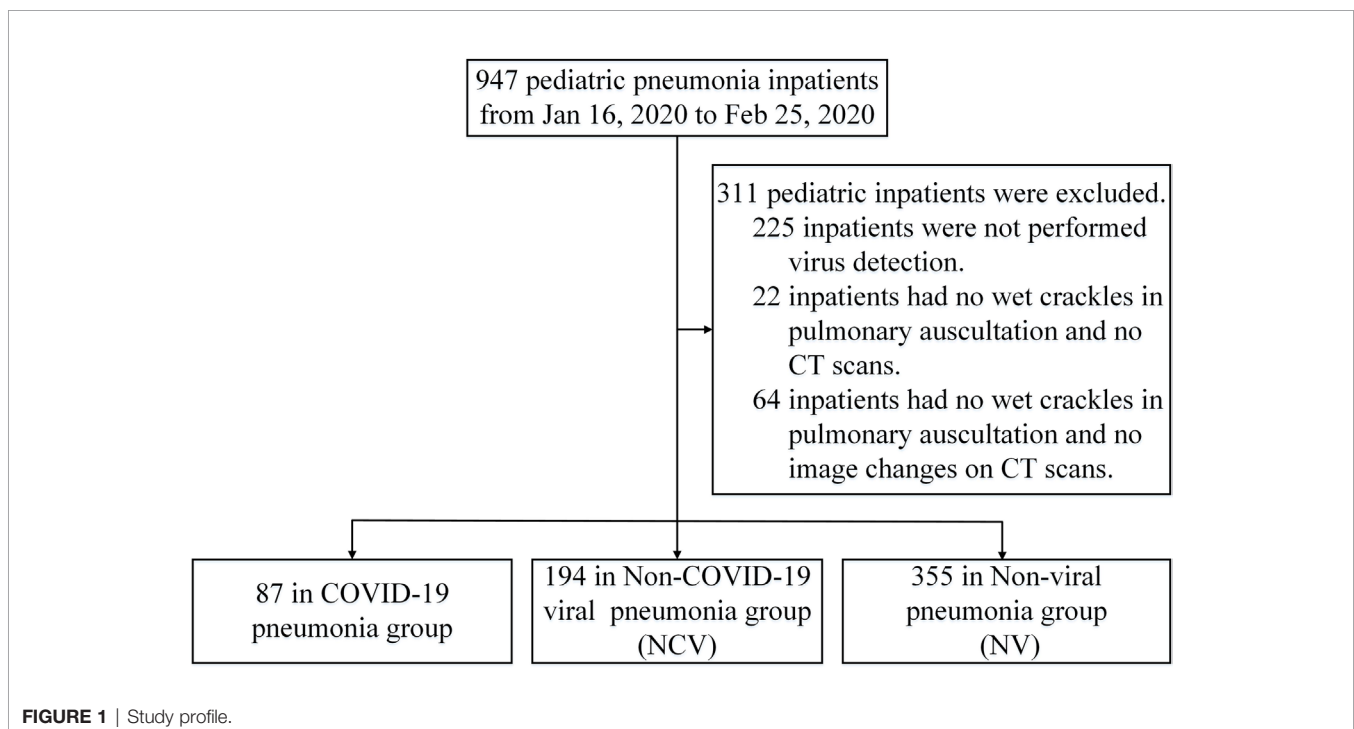 947 pediatric pneumonia inpatients
from Jan 16, 2020 to Feb 25, 2020
311 pediatric inpatients were excluded.
225 inpatients were not performed
virus detection.
22 inpatients had no wet crackles in
pulmonary auscultation and no
CT scans.
64 inpatients had no wet crackles in
pulmonary auscultation and no
image changes on CT scans.
87 in COVID-19
pneumonia group
194 in Non-COVID-19
viral pneumonia group
(NCV)
355 in Non-viral
pneumonia group
(NV)
FIGURE 1 | Study profile.